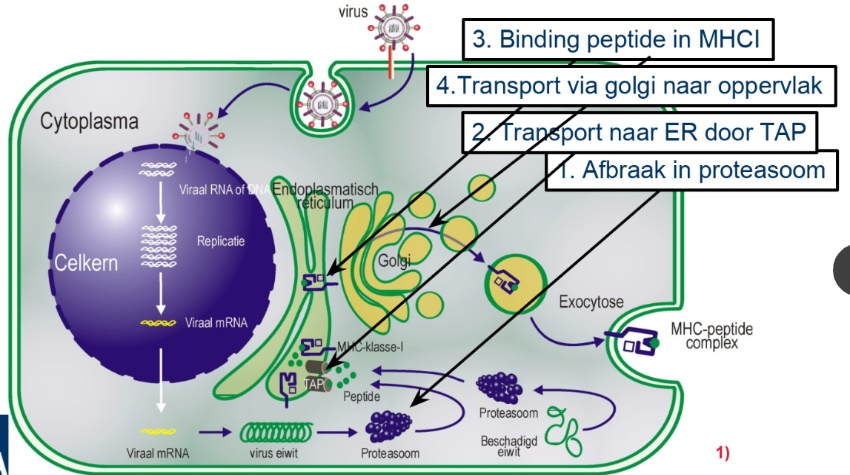 virus
3. Binding peptide in MHCI
4.Transport via golgi naar oppervlak
2. Transport naar ER door TAP
1. Afbraak in proteasoom
Cytoplasma
Viraal RNA of DNA
Endoplasmatisch
reticulum
Replicatie
Celkern
Golgi
Exocytose
Viraal mRNA
MHC-peptide
complex
MHC-klasse-I
TAP
Peptide
Proteasoom
Beschadigd
eiwit
Viraal mRNA
virus eiwit
Proteasoom
1)